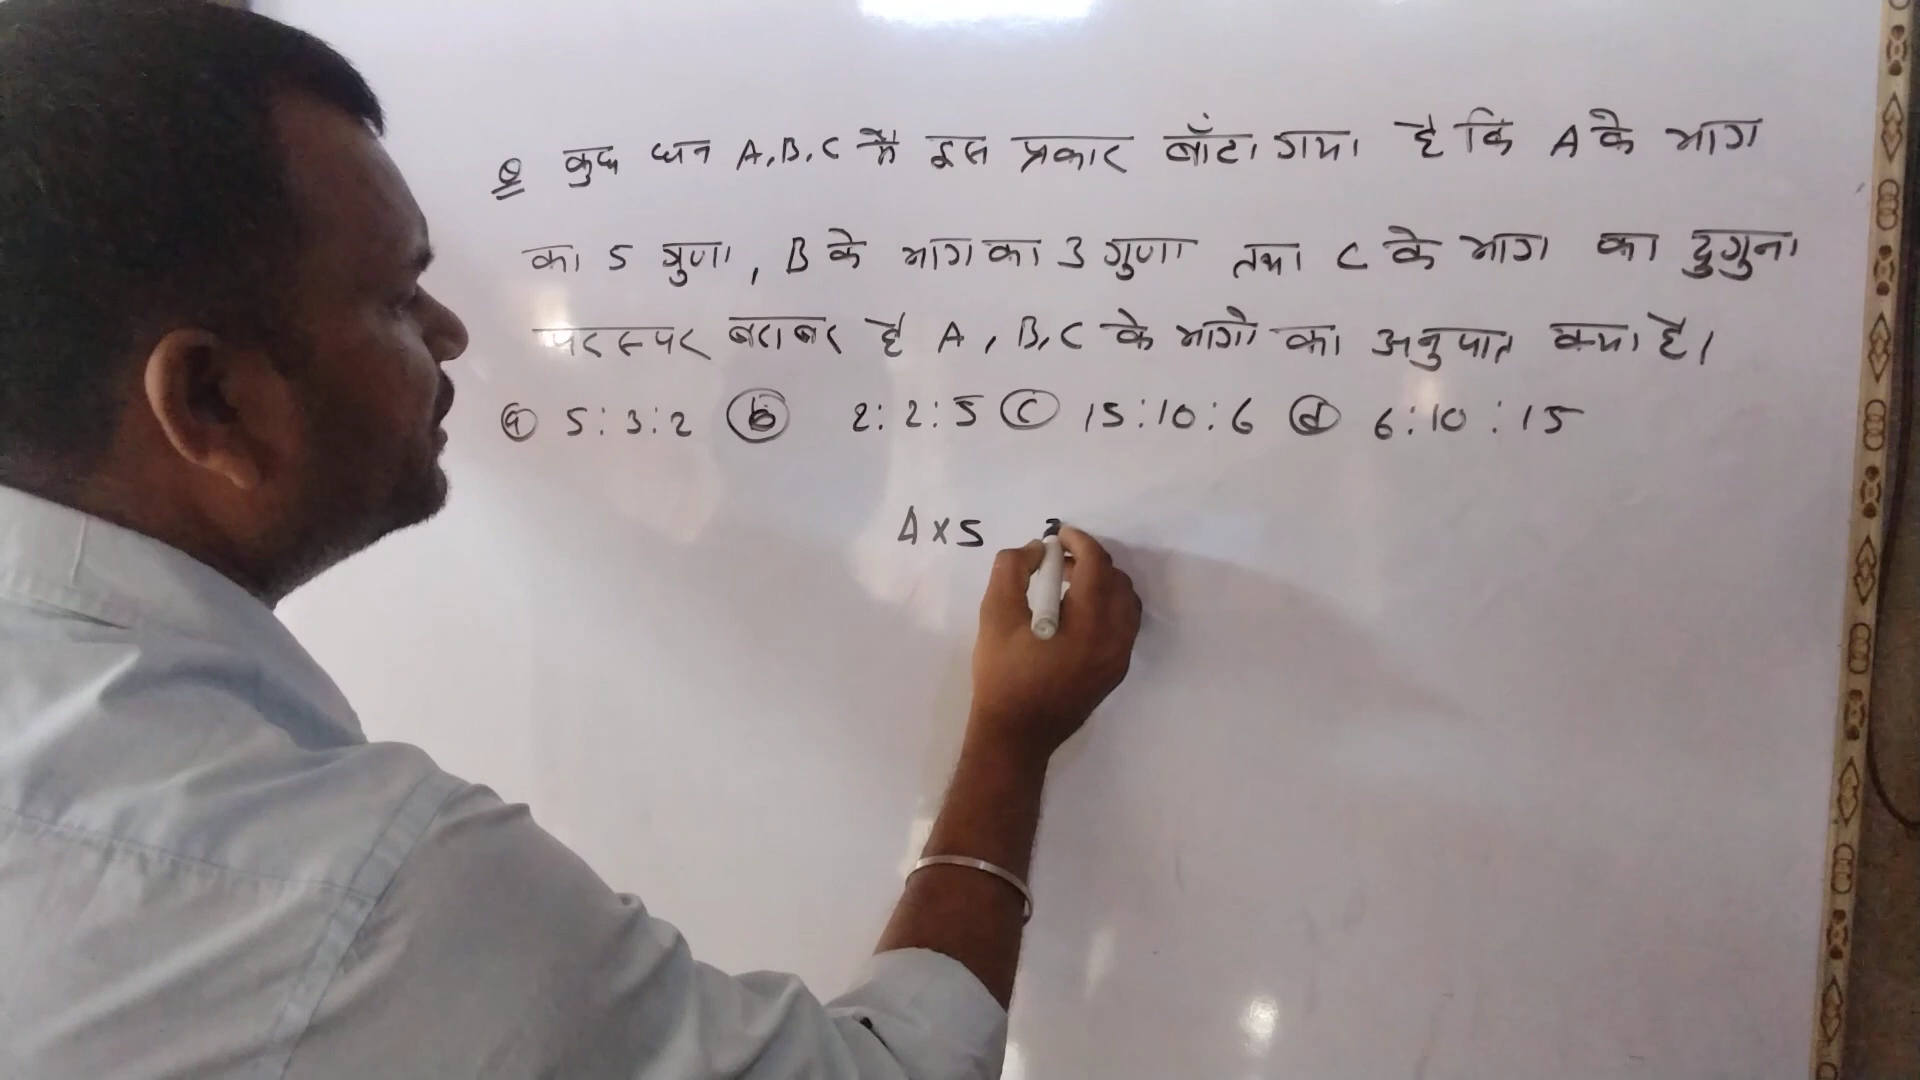 Q कुछ धन A, B, C में इस प्रकार बाँटा गया है कि A के भाग
का 5 गुणा, B के भाग का 3 गुणा तथा C के भाग का दुगुना
परस्पर बराबर है A, B, C के भागो का अनुपात क्या है।
(a) 5:3:2 (b) 2:2:5 (c) 15:10:6 (d) 6:10:15
A×5